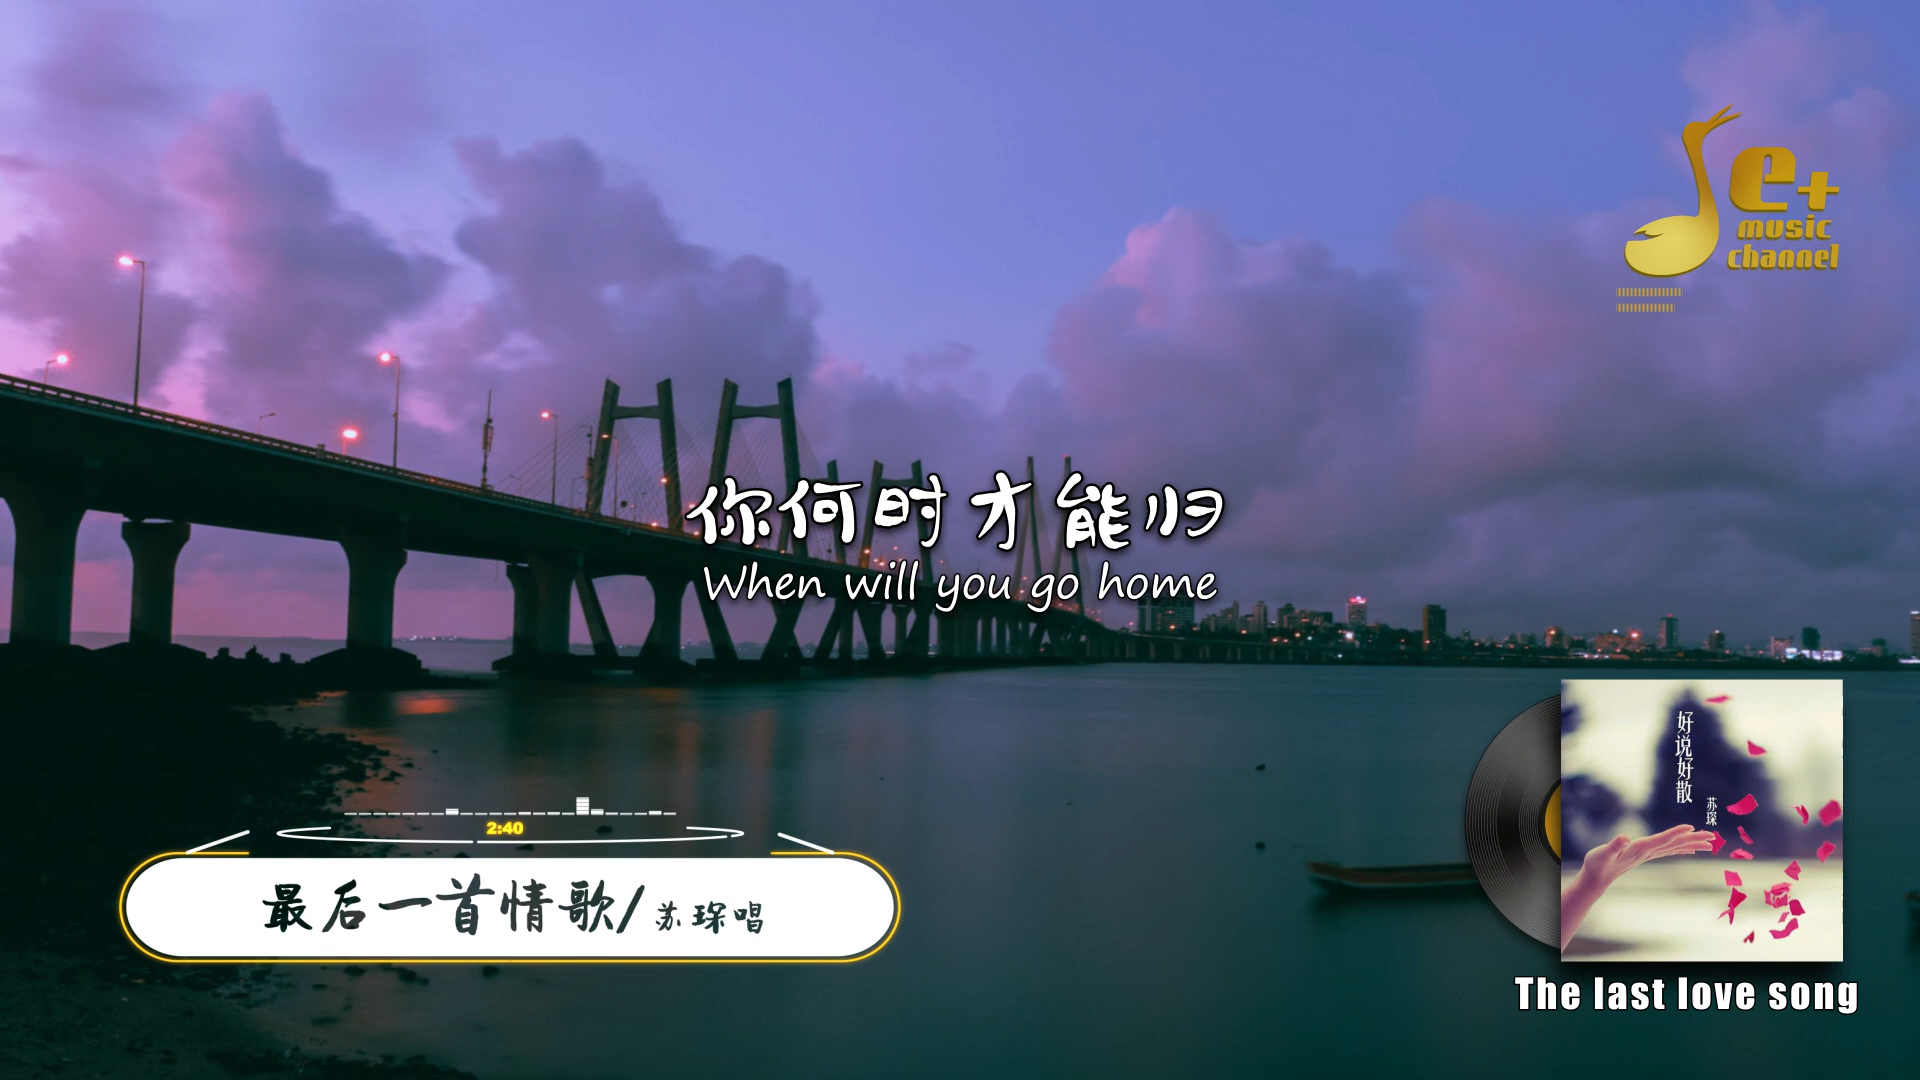 e+
music
channel
你何时才能归
When will you go home
好说好散
苏琛
2:40
最后一首情歌/苏琛唱
The last love song